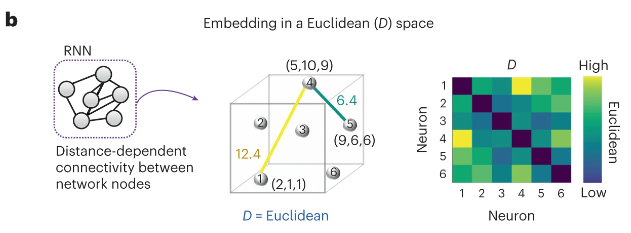 b
Embedding in a Euclidean (D) space
RNN
Distance-dependent
connectivity between
network nodes
(5,10,9)
4
6.4
2
3
5
(9,6,6)
12.4
1
(2,1,1)
6
D = Euclidean
D
High
Neuron
1
2
3
4
5
6
1 2 3 4 5 6
Neuron
Euclidean
Low